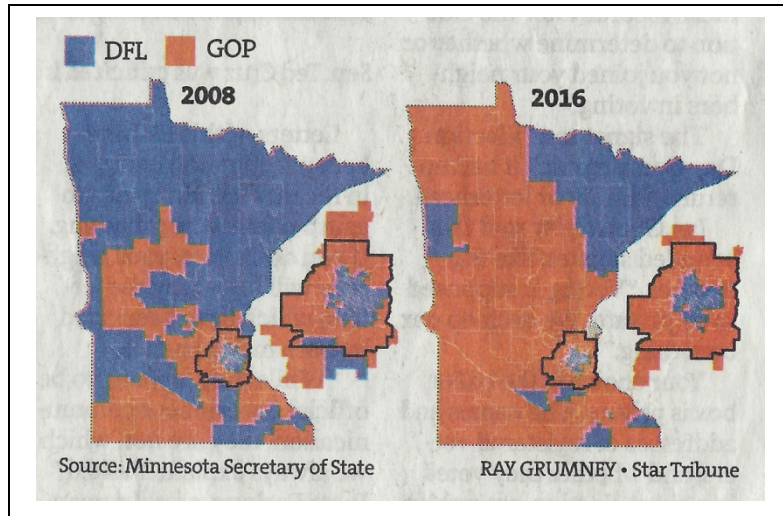 DFL GOP
2008 2016
Source: Minnesota Secretary of State RAY GRUMNEY • Star Tribune